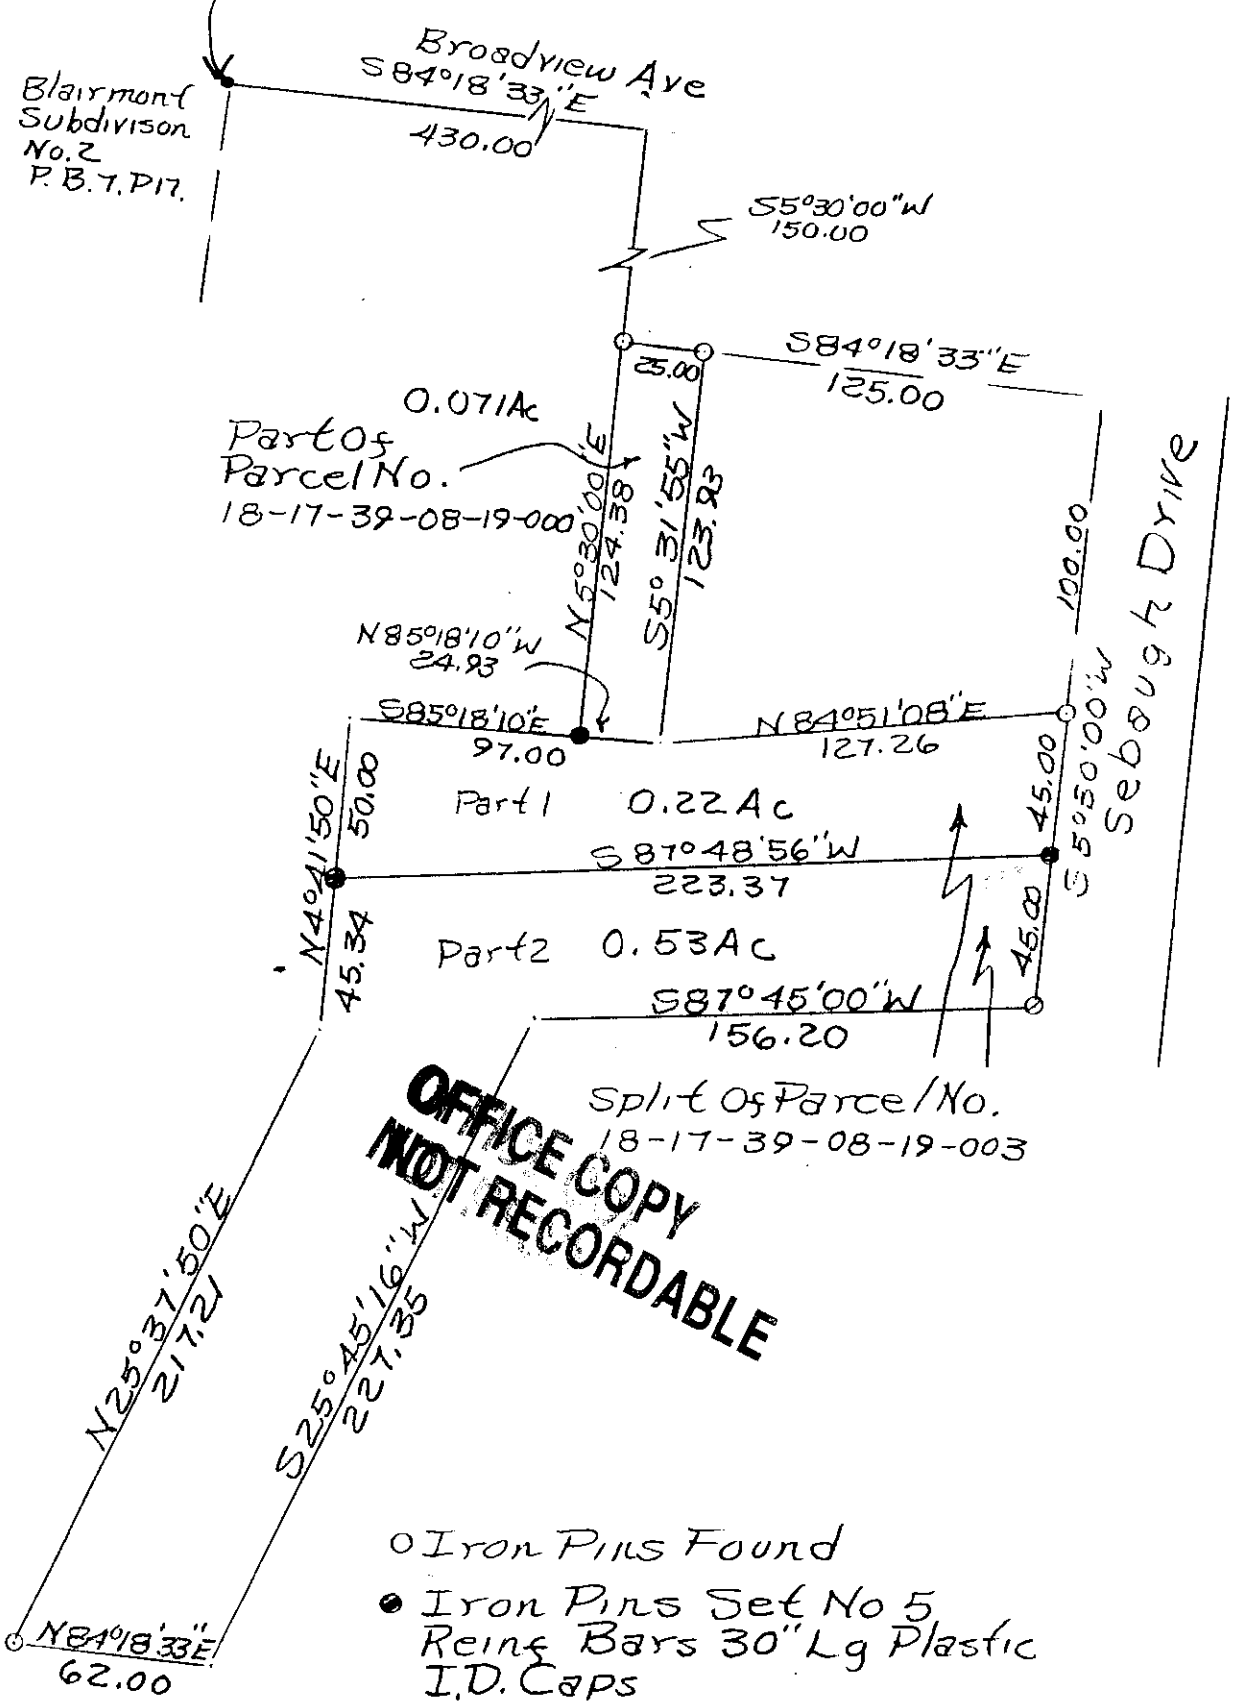 Broadview Ave
S84°18'33"E
430.00
Blairmont
Subdivison
No.2
P.B.7.P17.
S5°30'00"W
150.00
S84°18'33"E
125.00
25.00
0.071Ac
Part Of
Parcel No.
18-17-39-08-19-000
N5°30'00"E
124.38
S5°31'55"W
123.93
100.00
Sebaugh Drive
N85°18'10"W
24.93
S85°18'10"E
97.00
N84°51'08"E
127.26
S5°30'00"W
45.00
N4°41'50"E
50.00
Part 1 0.22 Ac
S87°48'56"W
223.37
45.34
Part 2 0.53 Ac
45.00
S87°45'00"W
156.20
Split Of Parcel No.
18-17-39-08-19-003
OFFICE COPY
NOT RECORDABLE
N25°37'50"E
217.21
S25°45'16"W
227.35
N84°18'33"E
62.00
Iron Pins Found
Iron Pins Set No 5
Reinf Bars 30" Lg Plastic
I.D. Caps